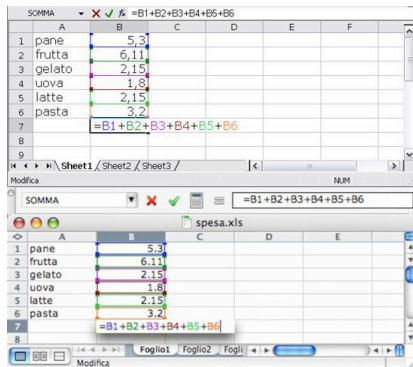 SOMMA fx =B1+B2+B3+B4+B5+B6
A B C D E F
1 pane 5,3
2 frutta 6,11
3 gelato 2,15
4 uova 1,8
5 latte 2,15
6 pasta 3,2
7 =B1+B2+B3+B4+B5+B6
8
9
Sheet1 / Sheet2 / Sheet3 /
Modifica NUM
SOMMA = =B1+B2+B3+B4+B5+B6
spesa.xls
A B C D E
1 pane 5.3
2 frutta 6.11
3 gelato 2.15
4 uova 1.8
5 latte 2.15
6 pasta 3.2
7 =B1+B2+B3+B4+B5+B6
8
Foglio1 Foglio2 Fogli
Modifica